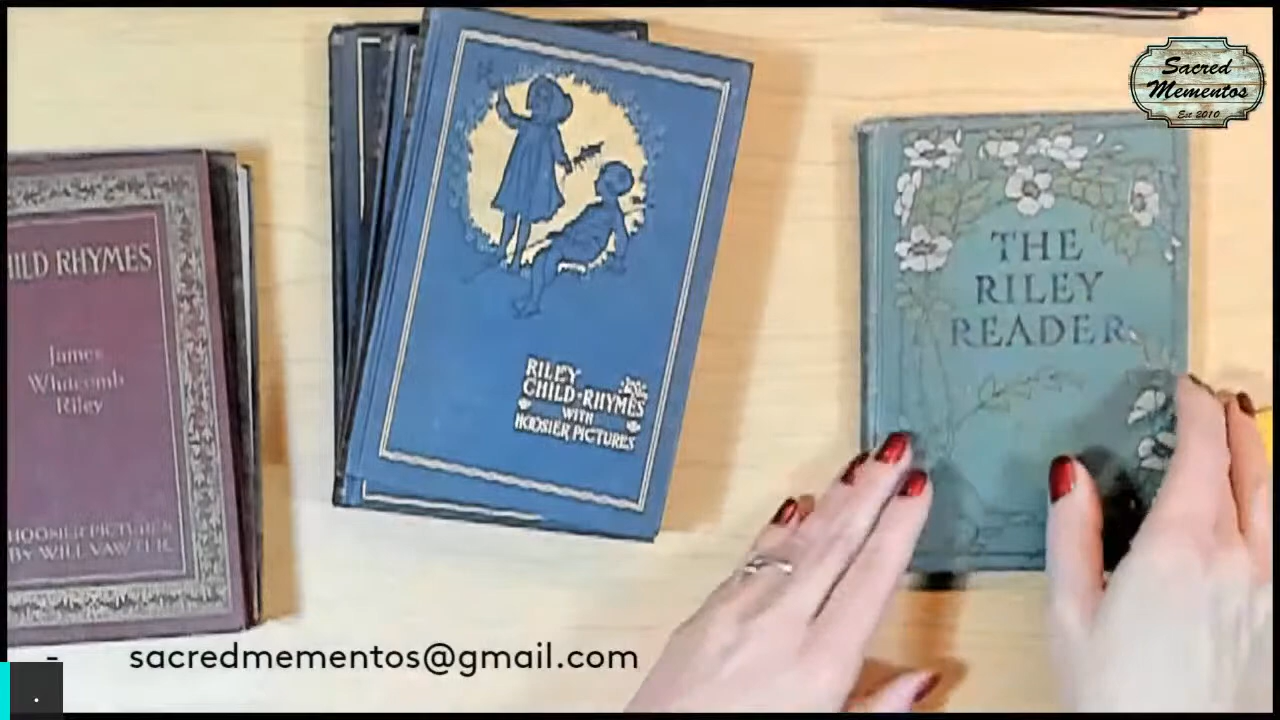 Sacred
Mementos
Est 2010
THE
RILEY
READER
RILEY
CHILD-RHYMES
WITH
HOOSIER PICTURES
HILD RHYMES
James
Whitcomb
Riley
HOOSIER PICTURES
BY WILL VAWTER
- sacredmementos@gmail.com
.